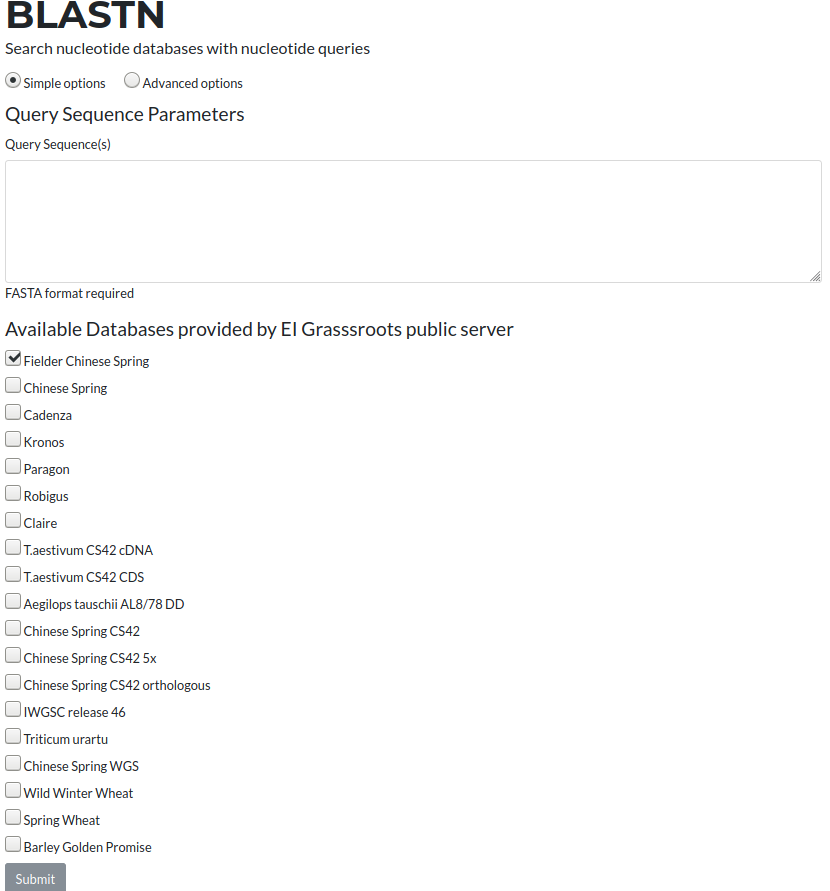 BLASTN
Search nucleotide databases with nucleotide queries
Simple options Advanced options
Query Sequence Parameters
Query Sequence(s)
FASTA format required
Available Databases provided by EI Grasssroots public server
Fielder Chinese Spring
Chinese Spring
Cadenza
Kronos
Paragon
Robigus
Claire
T.aestivum CS42 cDNA
T.aestivum CS42 CDS
Aegilops tauschii AL8/78 DD
Chinese Spring CS42
Chinese Spring CS42 5x
Chinese Spring CS42 orthologous
IWGSC release 46
Triticum urartu
Chinese Spring WGS
Wild Winter Wheat
Spring Wheat
Barley Golden Promise
Submit